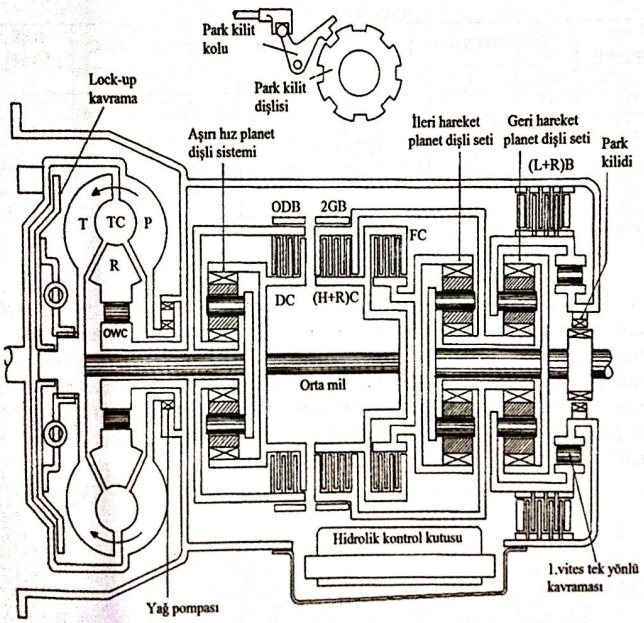 Park kilit
kolu
Park kilit
dişlisi
Lock-up
kavrama
Aşırı hız planet
dişli sistemi
İleri hareket
planet dişli seti
Geri hareket
planet dişli seti
Park
kilidi
(L+R)B
ODB
2GB
FC
T
TC
P
R
DC
(H+R)C
OWC
Orta mil
Hidrolik kontrol kutusu
Yağ pompası
1.vites tek yönlü
kavraması